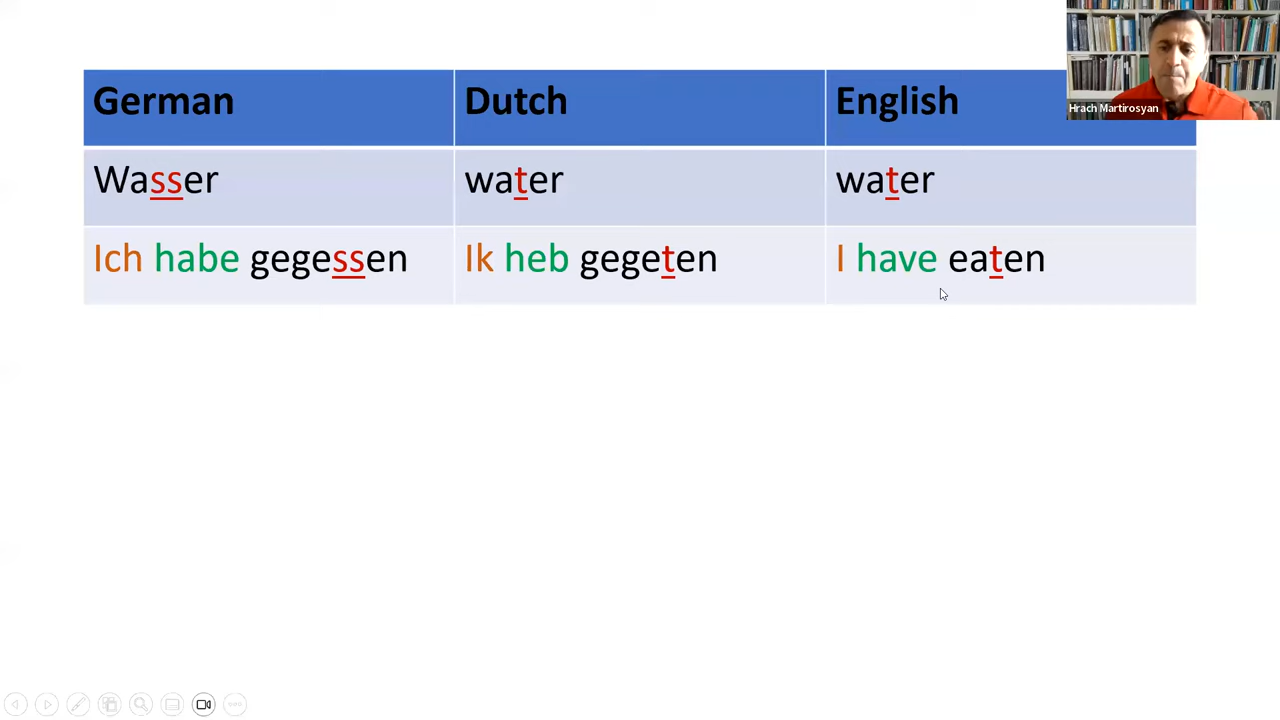 German Dutch English
Hrach Martirosyan
Wasser water water
Ich habe gegessen Ik heb gegeten I have eaten